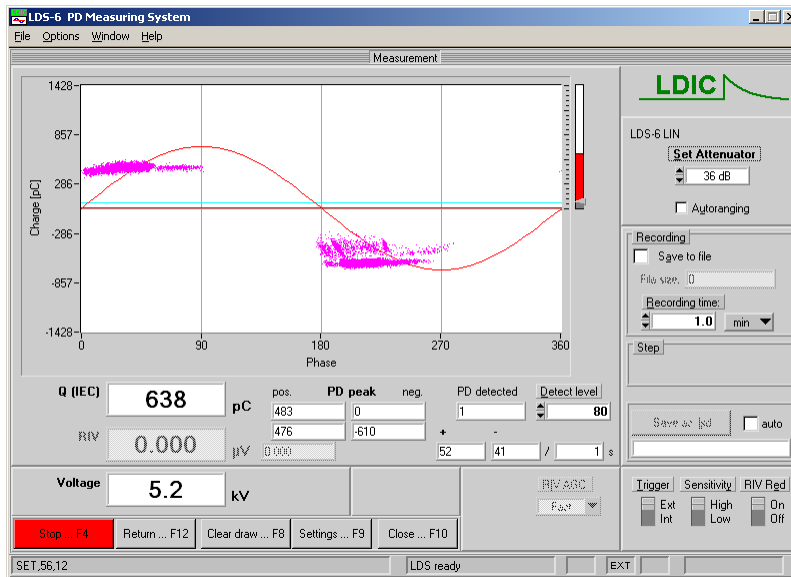 LDS-6 PD Measuring System
File Options Window Help
Measurement
1428
857
286
-286
-857
-1428
Charge [pC]
0 90 180 270 360
Phase
LDIC
LDS-6 LIN
Set Attenuator
36 dB
Autoranging
Recording
Save to file
File size, 0
Recording time:
1.0 min
Step
Save as lsd auto
Q (IEC) 638 pC
pos. PD peak neg.
483 0
476 -610
PD detected
1
Detect level
80
+ -
52 41 / 1 s
RIV 0.000 µV 0.000
Voltage 5.2 kV
RIV AGC
Fast
Trigger Sensitivity RIV Red
Ext High On
Int Low Off
Stop ... F4 Return ... F12 Clear draw ... F8 Settings ... F9 Close ... F10
SET,56,12 LDS ready EXT